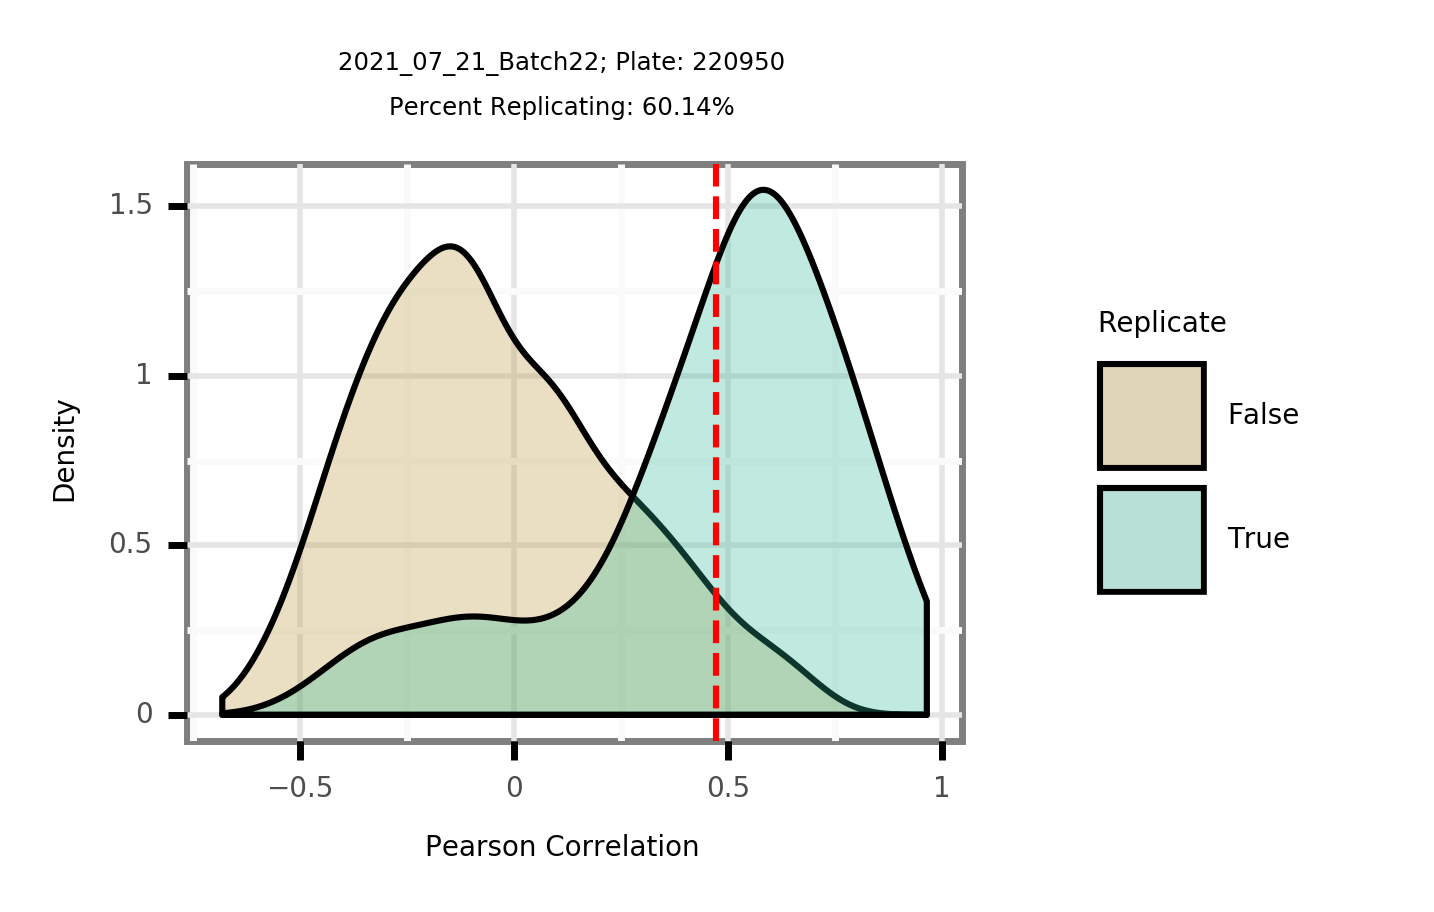 2021_07_21_Batch22; Plate: 220950
Percent Replicating: 60.14%
1.5
1
0.5
0
Density
−0.5 0 0.5 1
Pearson Correlation
Replicate
False
True